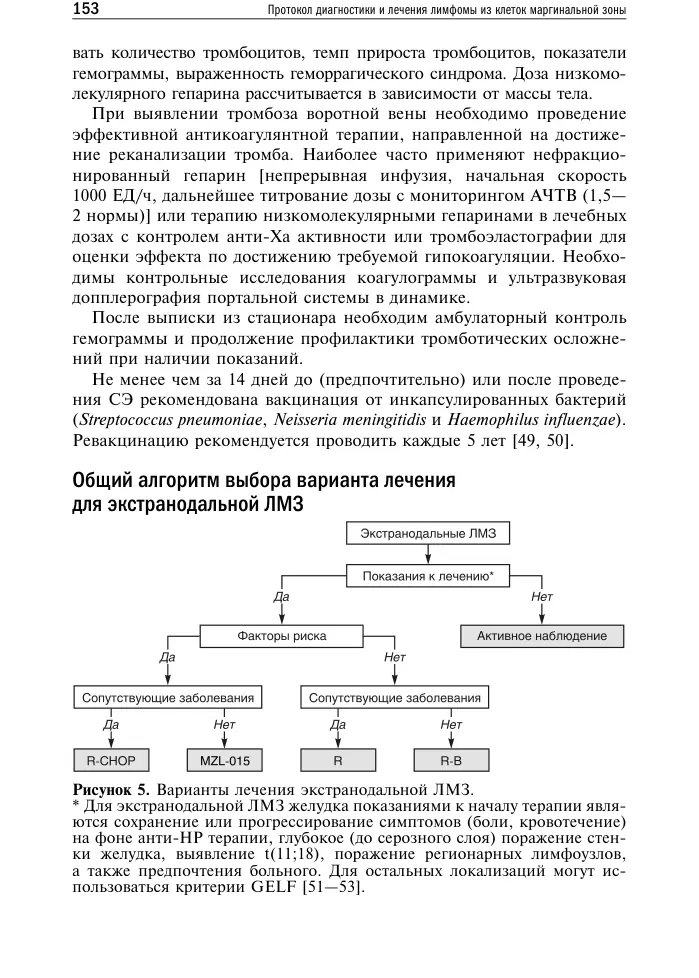 153
Протокол диагностики и лечения лимфомы из клеток маргинальной зоны
вать количество тромбоцитов, темп прироста тромбоцитов, показатели
гемограммы, выраженность геморрагического синдрома. Доза низкомо-
лекулярного гепарина рассчитывается в зависимости от массы тела.
При выявлении тромбоза воротной вены необходимо проведение
эффективной антикоагулянтной терапии, направленной на достиже-
ние реканализации тромба. Наиболее часто применяют нефракцио-
нированный гепарин [непрерывная инфузия, начальная скорость
1000 ЕД/ч, дальнейшее титрование дозы с мониторингом АЧТВ (1,5—
2 нормы)] или терапию низкомолекулярными гепаринами в лечебных
дозах с контролем анти-Xa активности или тромбоэластографии для
оценки эффекта по достижению требуемой гипокоагуляции. Необхо-
димы контрольные исследования коагулограммы и ультразвуковая
допплерография портальной системы в динамике.
После выписки из стационара необходим амбулаторный контроль
гемограммы и продолжение профилактики тромботических осложне-
ний при наличии показаний.
Не менее чем за 14 дней до (предпочтительно) или после проведе-
ния СЭ рекомендована вакцинация от инкапсулированных бактерий
(Streptococcus pneumoniae, Neisseria meningitidis и Haemophilus influenzae).
Ревакцинацию рекомендуется проводить каждые 5 лет [49, 50].
Общий алгоритм выбора варианта лечения
для экстранодальной ЛМЗ
Экстранодальные ЛМЗ
Показания к лечению*
Да
Нет
Факторы риска
Активное наблюдение
Да
Нет
Сопутствующие заболевания
Сопутствующие заболевания
Да
Нет
Да
Нет
R-CHOP
MZL-015
R
R-B
Рисунок 5. Варианты лечения экстранодальной ЛМЗ.
* Для экстранодальной ЛМЗ желудка показаниями к началу терапии явля-
ются сохранение или прогрессирование симптомов (боли, кровотечение)
на фоне анти-HP терапии, глубокое (до серозного слоя) поражение стен-
ки желудка, выявление t(11;18), поражение регионарных лимфоузлов,
а также предпочтения больного. Для остальных локализаций могут ис-
пользоваться критерии GELF [51—53].